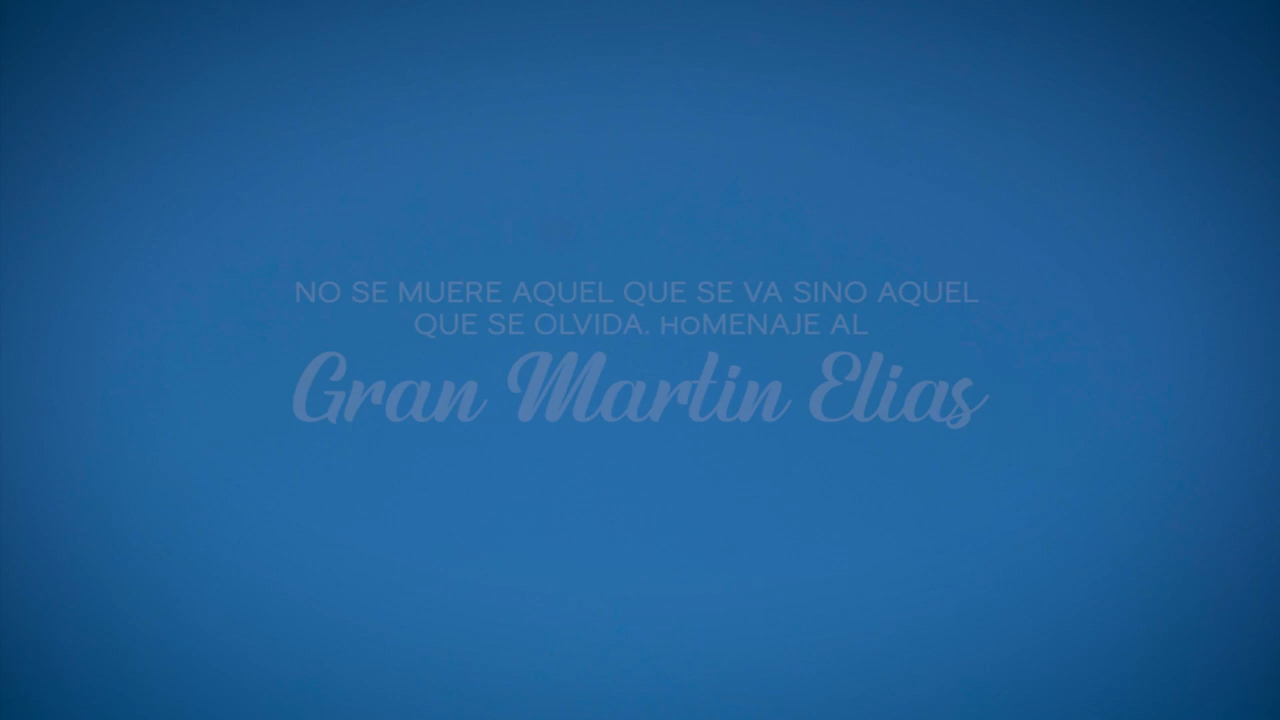 NO SE MUERE AQUEL QUE SE VA SINO AQUEL
QUE SE OLVIDA. HOMENAJE AL
Gran Martin Elias